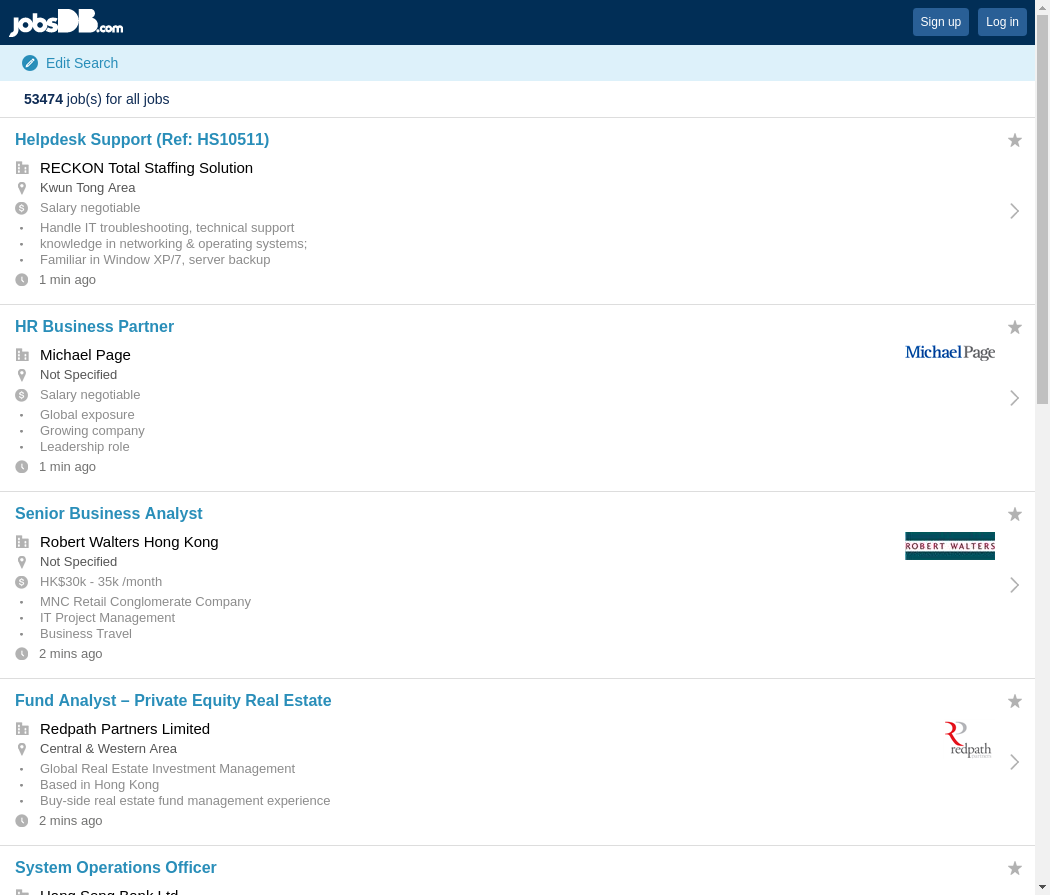 jobsDB.com
Sign up
Log in
Edit Search
53474 job(s) for all jobs
Helpdesk Support (Ref: HS10511)
RECKON Total Staffing Solution
Kwun Tong Area
Salary negotiable
Handle IT troubleshooting, technical support
knowledge in networking & operating systems;
Familiar in Window XP/7, server backup
1 min ago
HR Business Partner
Michael Page
Michael Page
Not Specified
Salary negotiable
Global exposure
Growing company
Leadership role
1 min ago
Senior Business Analyst
Robert Walters Hong Kong
ROBERT WALTERS
Not Specified
HK$30k - 35k /month
MNC Retail Conglomerate Company
IT Project Management
Business Travel
2 mins ago
Fund Analyst – Private Equity Real Estate
Redpath Partners Limited
redpath
Central & Western Area
Global Real Estate Investment Management
Based in Hong Kong
Buy-side real estate fund management experience
2 mins ago
System Operations Officer